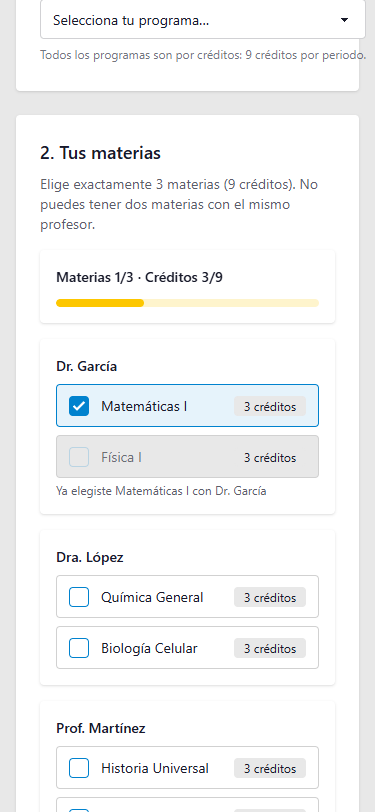 Selecciona tu programa...
Todos los programas son por créditos: 9 créditos por periodo.
2. Tus materias
Elige exactamente 3 materias (9 créditos). No
puedes tener dos materias con el mismo
profesor.
Materias 1/3 · Créditos 3/9
Dr. García
Matemáticas I 3 créditos
Física I 3 créditos
Ya elegiste Matemáticas I con Dr. García
Dra. López
Química General 3 créditos
Biología Celular 3 créditos
Prof. Martínez
Historia Universal 3 créditos